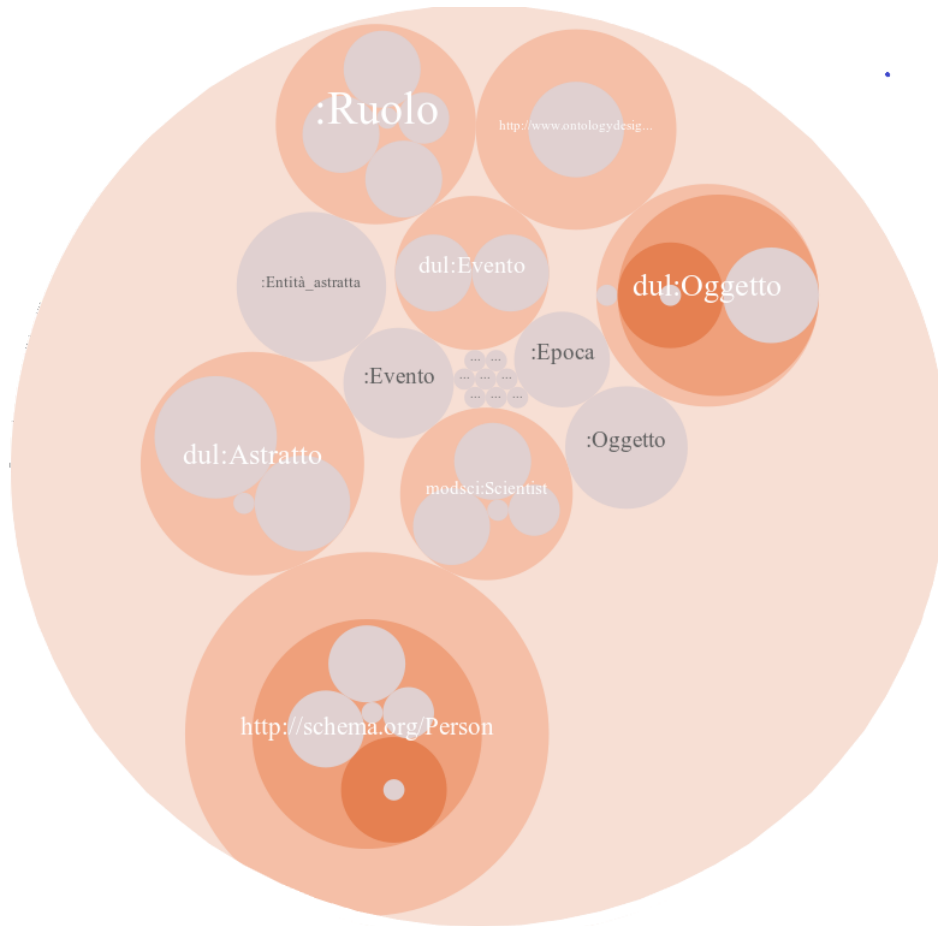 :Ruolo
http://www.ontologydesig...
dul:Evento
:Entità_astratta
dul:Oggetto
:Epoca
:Evento
... ...
... ... ...
... ... ...
:Oggetto
dul:Astratto
modsci:Scientist
http://schema.org/Person